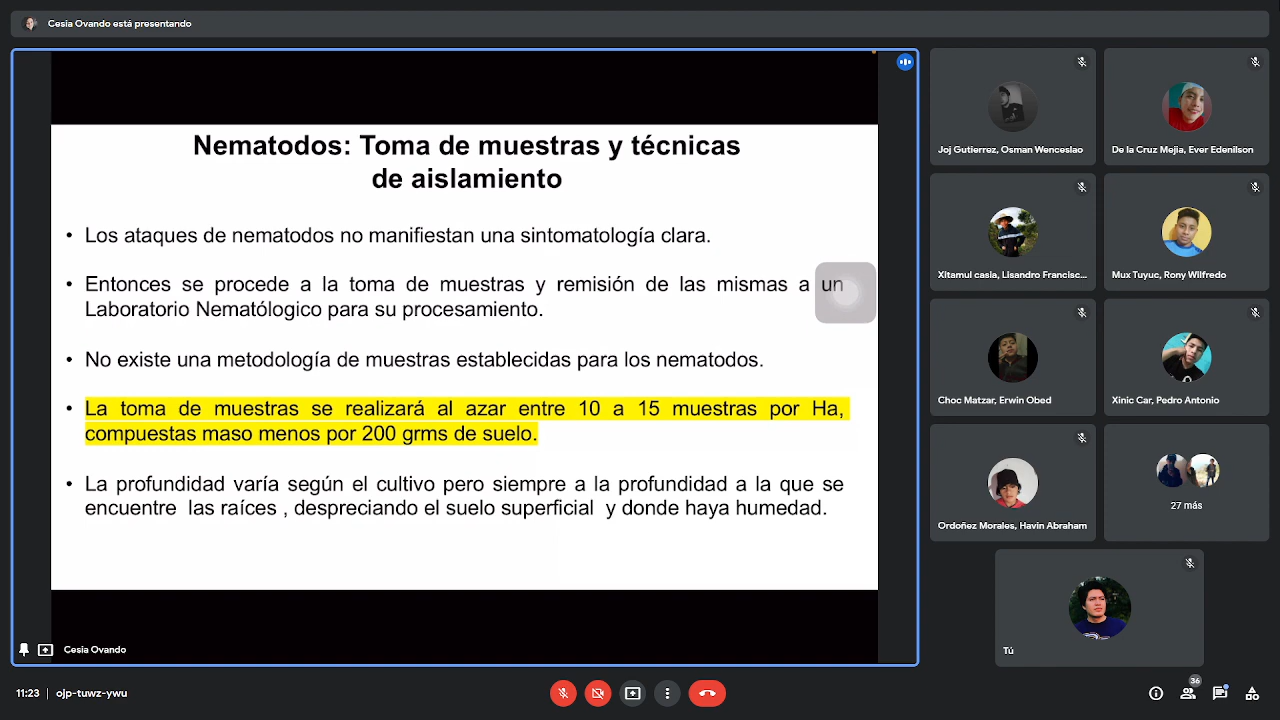 Cesia Ovando está presentando
Nematodos: Toma de muestras y técnicas
de aislamiento
• Los ataques de nematodos no manifiestan una sintomatología clara.
• Entonces se procede a la toma de muestras y remisión de las mismas a un
Laboratorio Nematólogico para su procesamiento.
• No existe una metodología de muestras establecidas para los nematodos.
• La toma de muestras se realizará al azar entre 10 a 15 muestras por Ha,
compuestas maso menos por 200 grms de suelo.
• La profundidad varía según el cultivo pero siempre a la profundidad a la que se
encuentre las raíces , despreciando el suelo superficial y donde haya humedad.
Cesia Ovando
Joj Gutierrez, Osman Wenceslao
De la Cruz Mejia, Ever Edenilson
Xitamul casia, Lisandro Francisc...
Mux Tuyuc, Rony Wilfredo
Choc Matzar, Erwin Obed
Xinic Car, Pedro Antonio
Ordoñez Morales, Havin Abraham
27 más
Tú
11:23 | ojp-tuwz-ywu
36